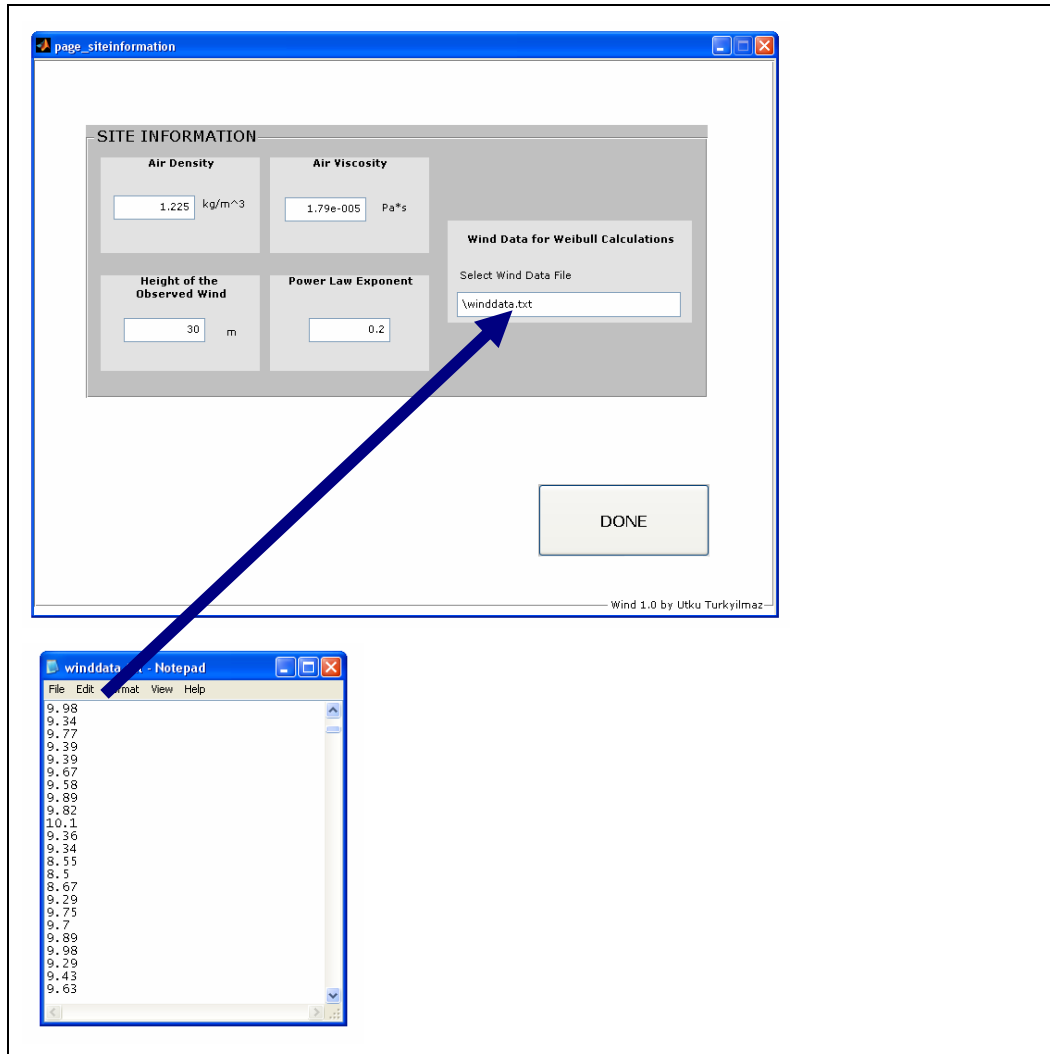 page_siteinformation
SITE INFORMATION
Air Density
1.225 kg/m^3
Air Viscosity
1.79e-005 Pa*s
Height of the
Observed Wind
30 m
Power Law Exponent
0.2
Wind Data for Weibull Calculations
Select Wind Data File
\winddata.txt
DONE
Wind 1.0 by Utku Turkyilmaz
winddata - Notepad
File Edit View Help
9.98
9.34
9.77
9.39
9.39
9.67
9.58
9.89
9.82
10.1
9.36
9.34
8.55
8.5
8.67
9.29
9.75
9.7
9.89
9.98
9.29
9.43
9.63